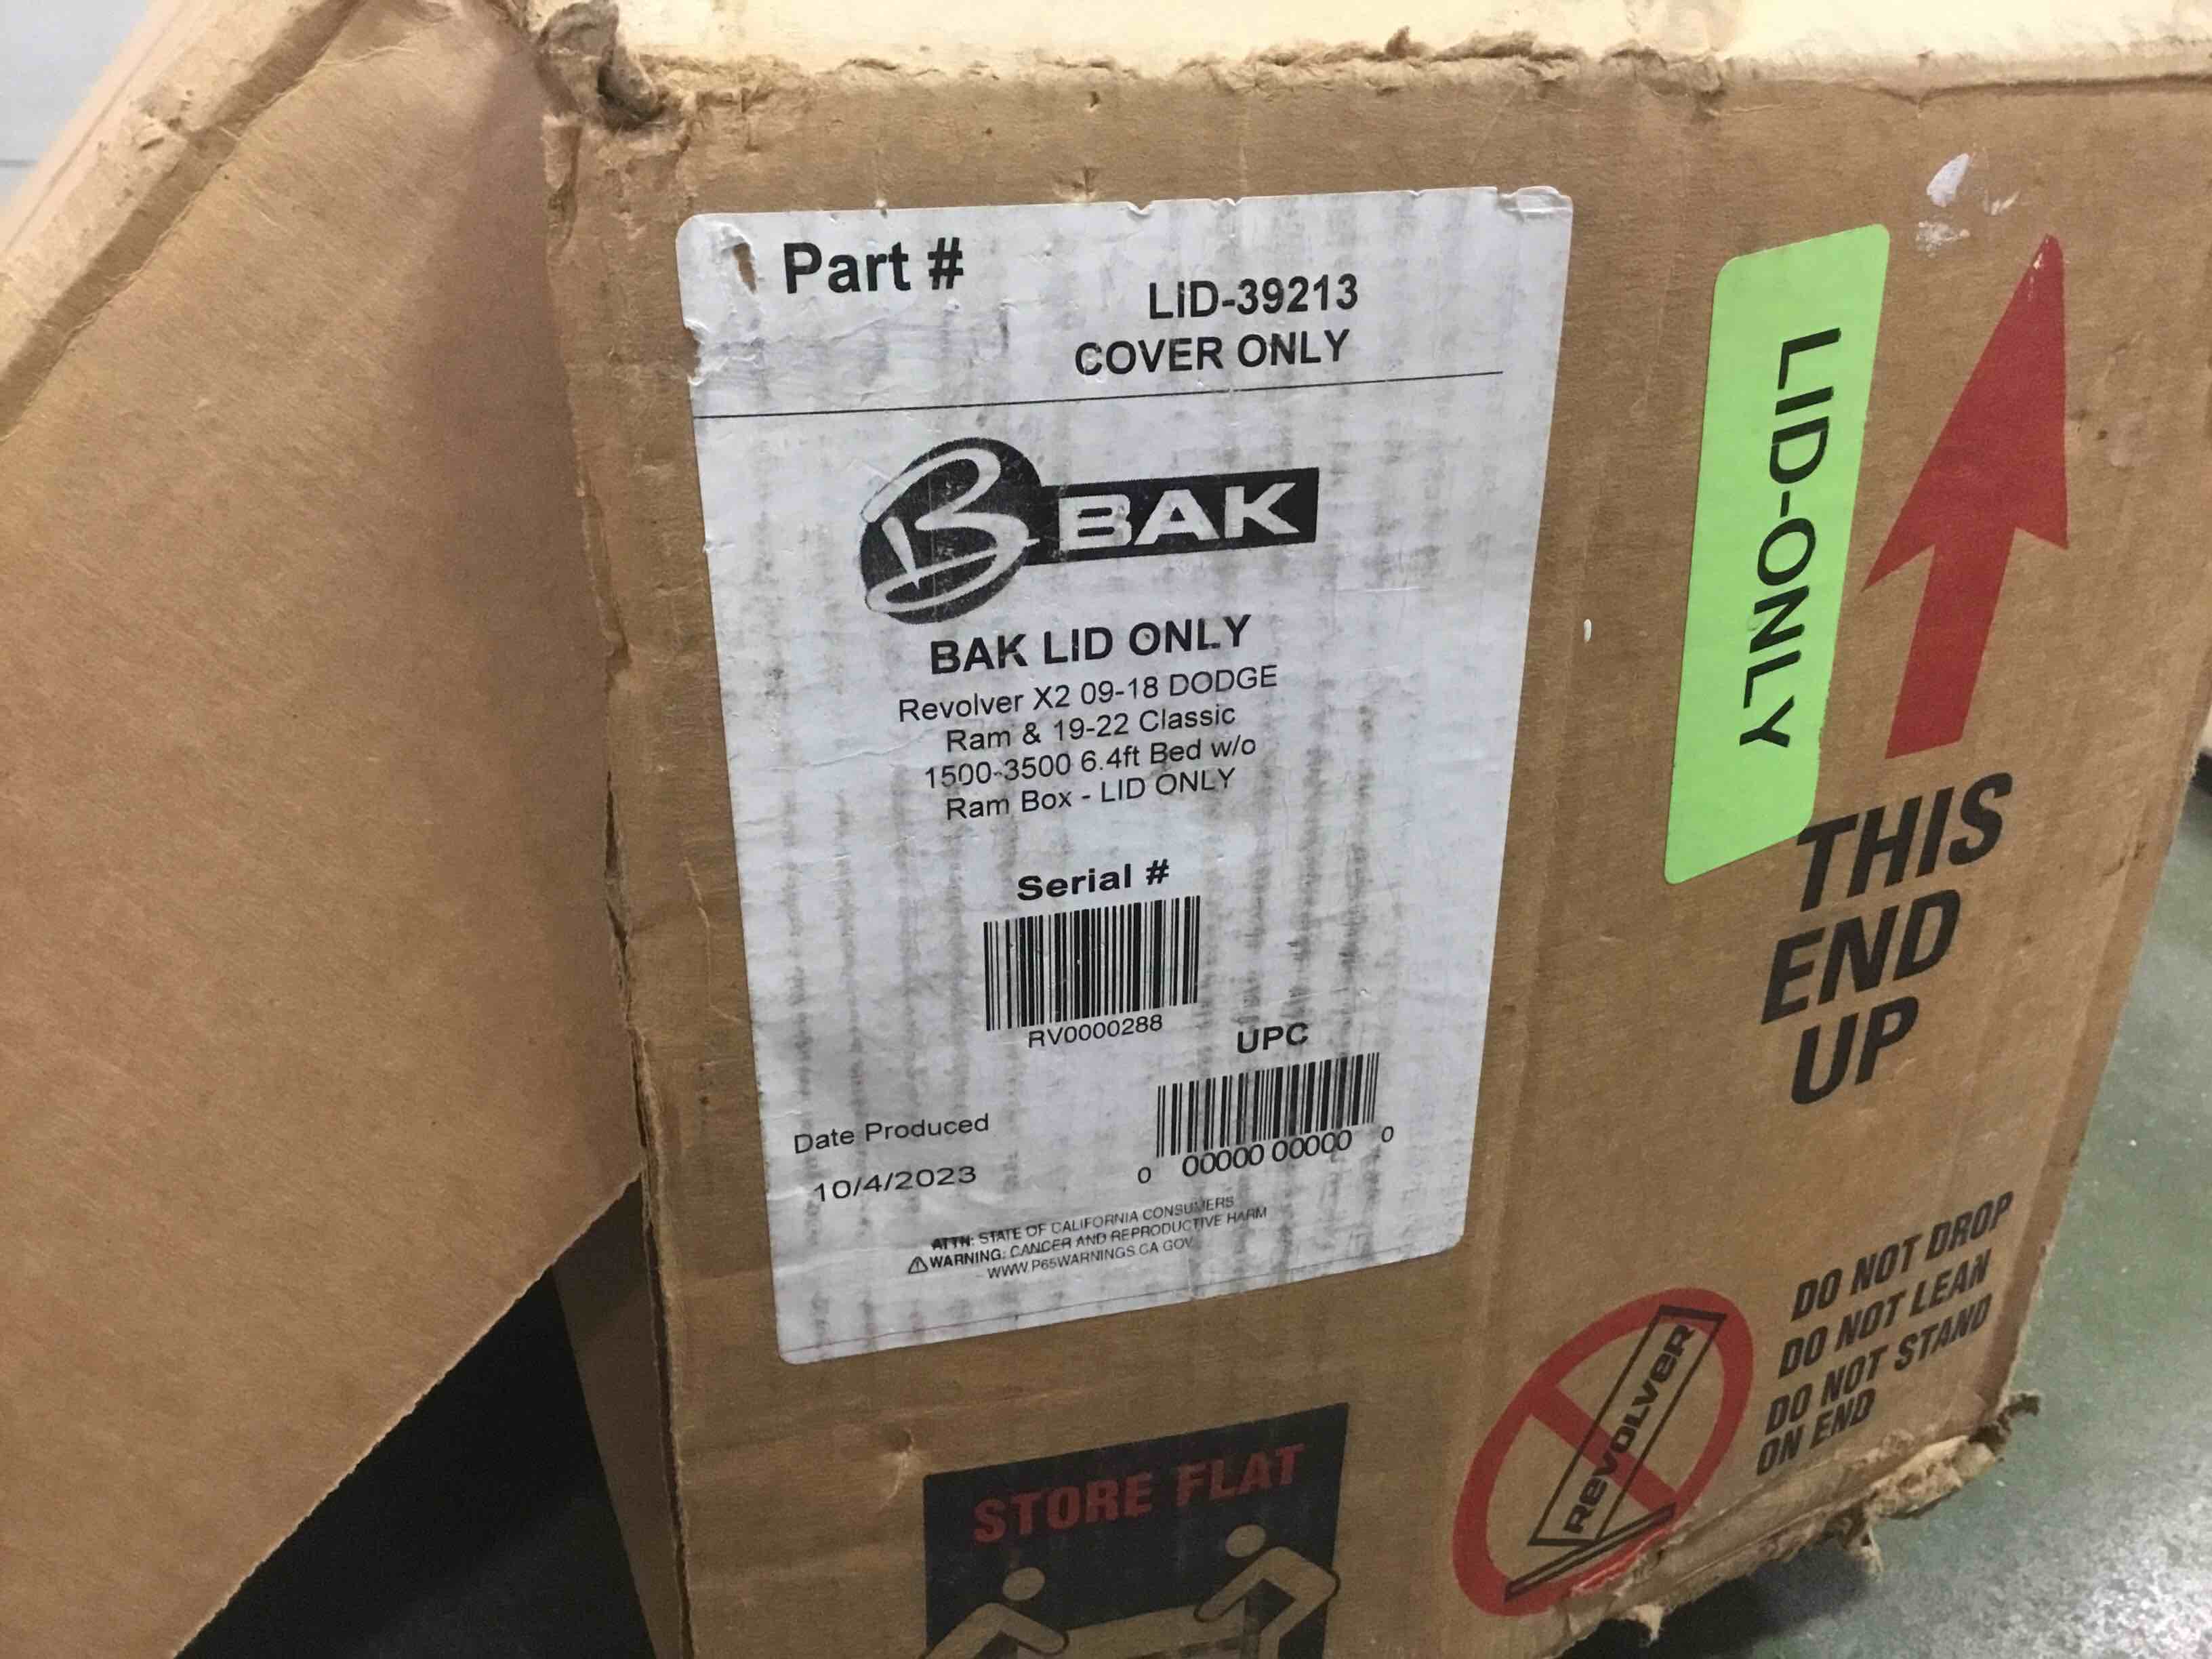 Part #
LID-39213
COVER ONLY
B BAK
BAK LID ONLY
Revolver X2 09-18 DODGE
Ram & 19-22 Classic
1500-3500 6.4ft Bed w/o
Ram Box - LID ONLY
Serial #
RV0000288
UPC
0 00000 00000 0
Date Produced
10/4/2023
ATTN: STATE OF CALIFORNIA CONSUMERS
WARNING: CANCER AND REPRODUCTIVE HARM
WWW.P65WARNINGS.CA.GOV
LID-ONLY
THIS
END
UP
DO NOT DROP
DO NOT LEAN
DO NOT STAND
ON END
REVOLVER
STORE FLAT